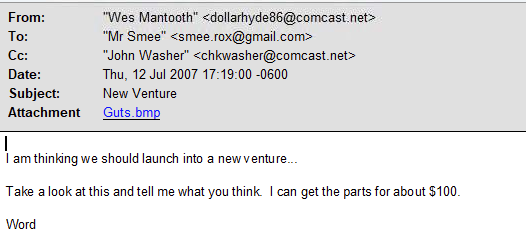 From: "Wes Mantooth" <dollarhyde86@comcast.net>
To: "Mr Smee" <smee.rox@gmail.com>
Cc: "John Washer" <chkwasher@comcast.net>
Date: Thu, 12 Jul 2007 17:19:00 -0600
Subject: New Venture
Attachment Guts.bmp
I am thinking we should launch into a new venture...
Take a look at this and tell me what you think.  I can get the parts for about $100.
Word